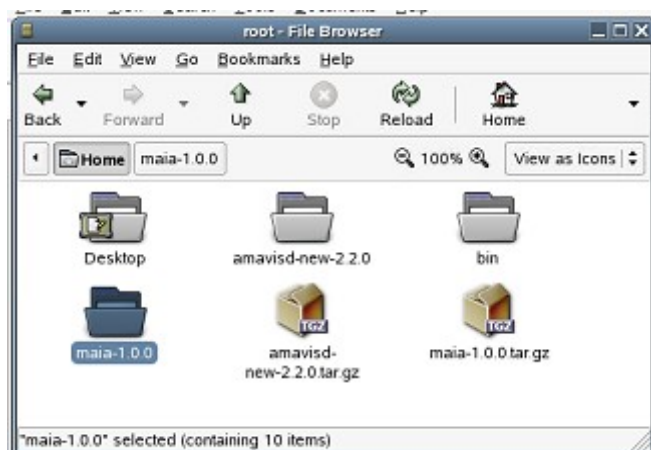 root - File Browser
File Edit View Go Bookmarks Help
Back Forward Up Stop Reload Home
Home maia-1.0.0 100% View as Icons
Desktop amavisd-new-2.2.0 bin
TGZ TGZ
maia-1.0.0 amavisd- maia-1.0.0.tar.gz
new-2.2.0.tar.gz
"maia-1.0.0" selected (containing 10 items)